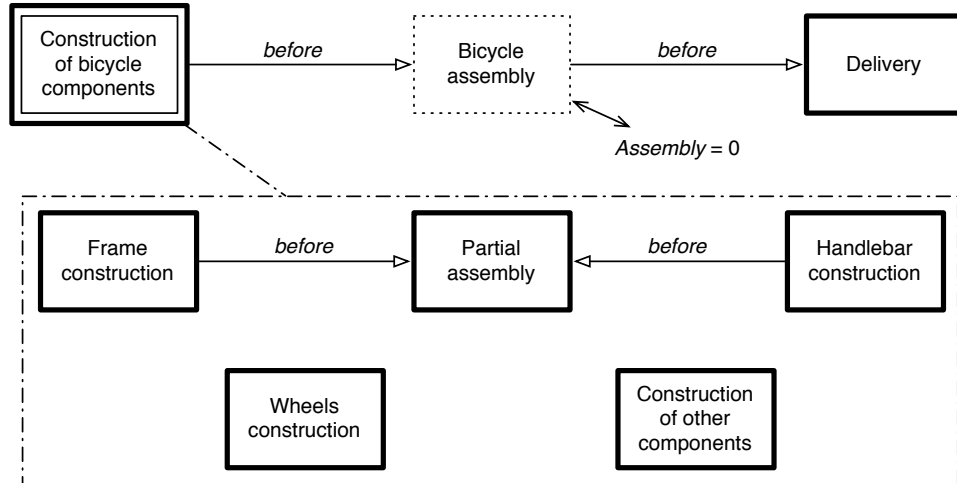 Construction
of bicycle
components
before
Bicycle
assembly
before
Delivery
Assembly = 0
Frame
construction
before
Partial
assembly
before
Handlebar
construction
Wheels
construction
Construction
of other
components